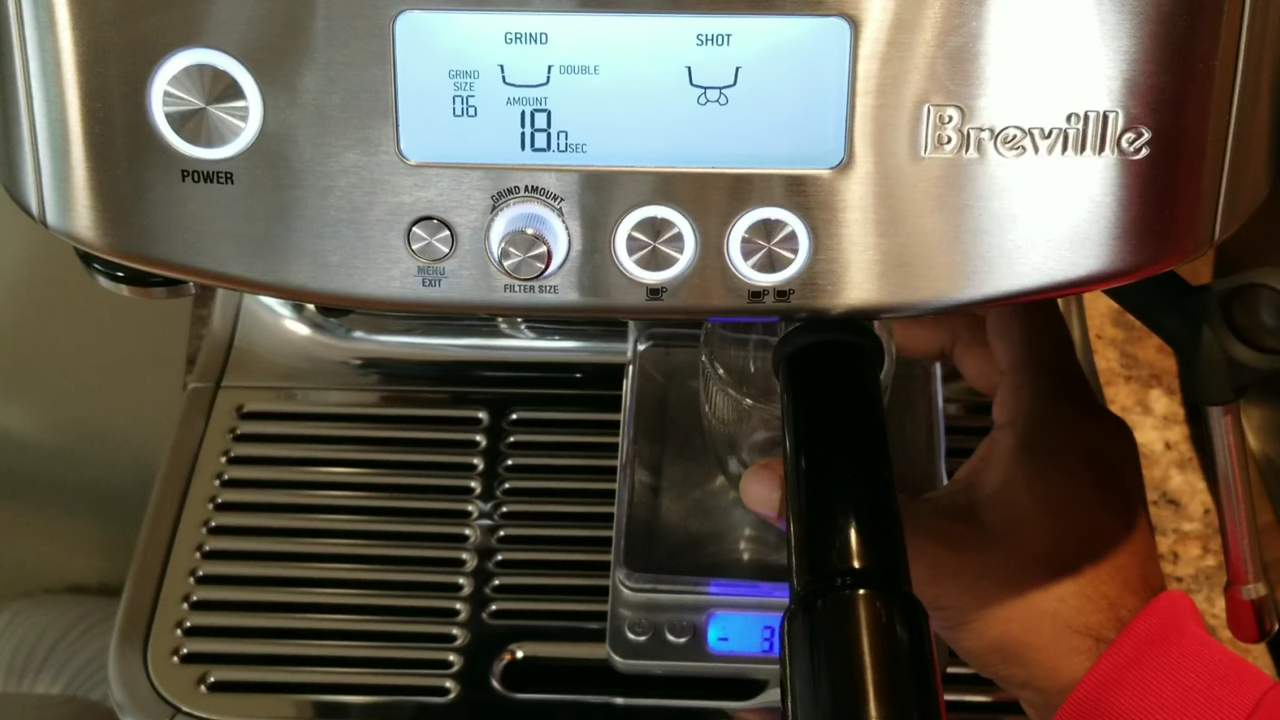 GRIND
SHOT
GRIND
SIZE
06
DOUBLE
AMOUNT
18.0SEC
Breville
POWER
GRIND AMOUNT
MENU
EXIT
FILTER SIZE